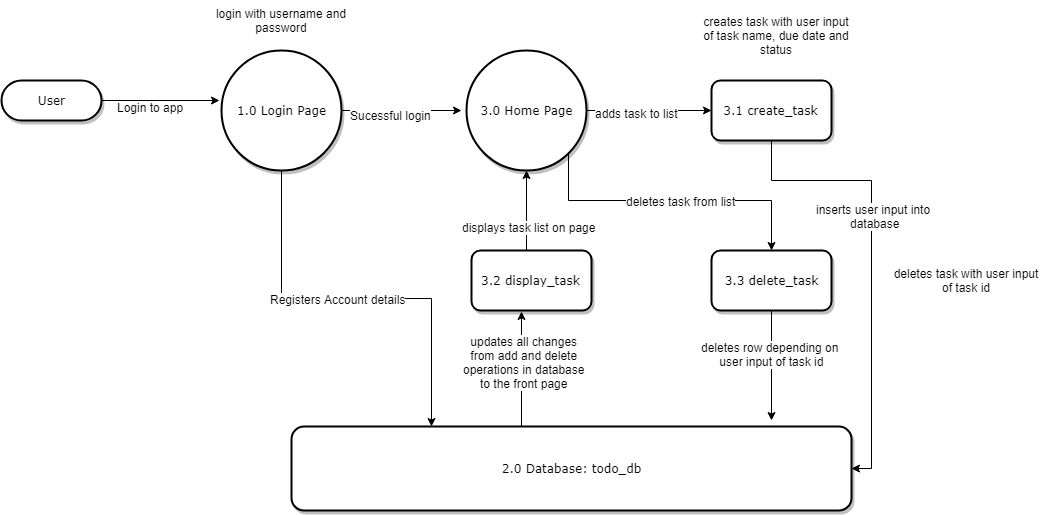 login with username and
password
creates task with user input
of task name, due date and
status
User
Login to app
1.0 Login Page
Sucessful login
3.0 Home Page
adds task to list
3.1 create_task
deletes task from list
inserts user input into
database
displays task list on page
3.2 display_task
3.3 delete_task
deletes task with user input
of task id
Registers Account details
updates all changes
from add and delete
operations in database
to the front page
deletes row depending on
user input of task id
2.0 Database: todo_db